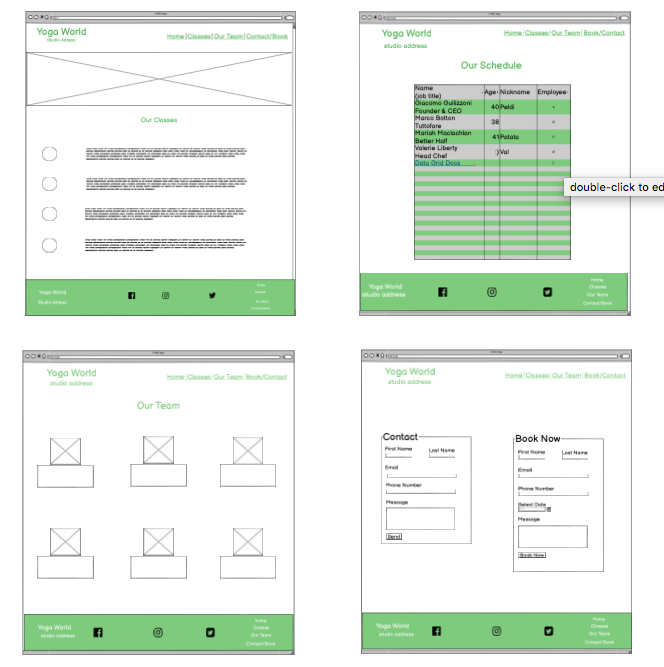 Yoga World
Studio Adress
Home | Classes | Our Team | Contact/Book
Our Classes
Yoga World
Studio Adress
Home
Classes
Our Team
Contact/Book
Yoga World
studio address
Home | Classes | Our Team | Book/Contact
Our Schedule
Name
(job title)
Age
Nickname
Employee
Giacomo Guilizzoni
Founder & CEO
40
Peldi
Marco Botton
Tuttofare
38
Mariah Maclachlan
Better Half
41
Patata
Valerie Liberty
Head Chef
:)
Val
Data Grid Docs
double-click to ed
Yoga World
studio address
Home
Classes
Our Team
Contact/Book
Yoga World
studio address
Home | Classes | Our Team | Book/Contact
Our Team
Yoga World
studio address
Home
Classes
Our Team
Contact/Book
Yoga World
studio address
Home | Classes | Our Team | Book/Contact
Contact
First Name
Last Name
Email
Phone Number
Message
Send
Book Now
First Name
Last Name
Email
Phone Number
Select Date
Message
Book Now
Yoga World
studio address
Home
Classes
Our Team
Contact/Book